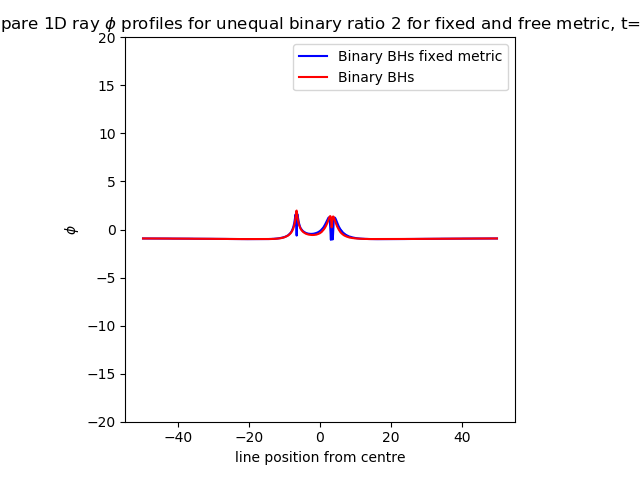 pare 1D ray ϕ profiles for unequal binary ratio 2 for fixed and free metric, t=
20
15
10
5
0
−5
−10
−15
−20
ϕ
Binary BHs fixed metric
Binary BHs
−40 −20 0 20 40
line position from centre